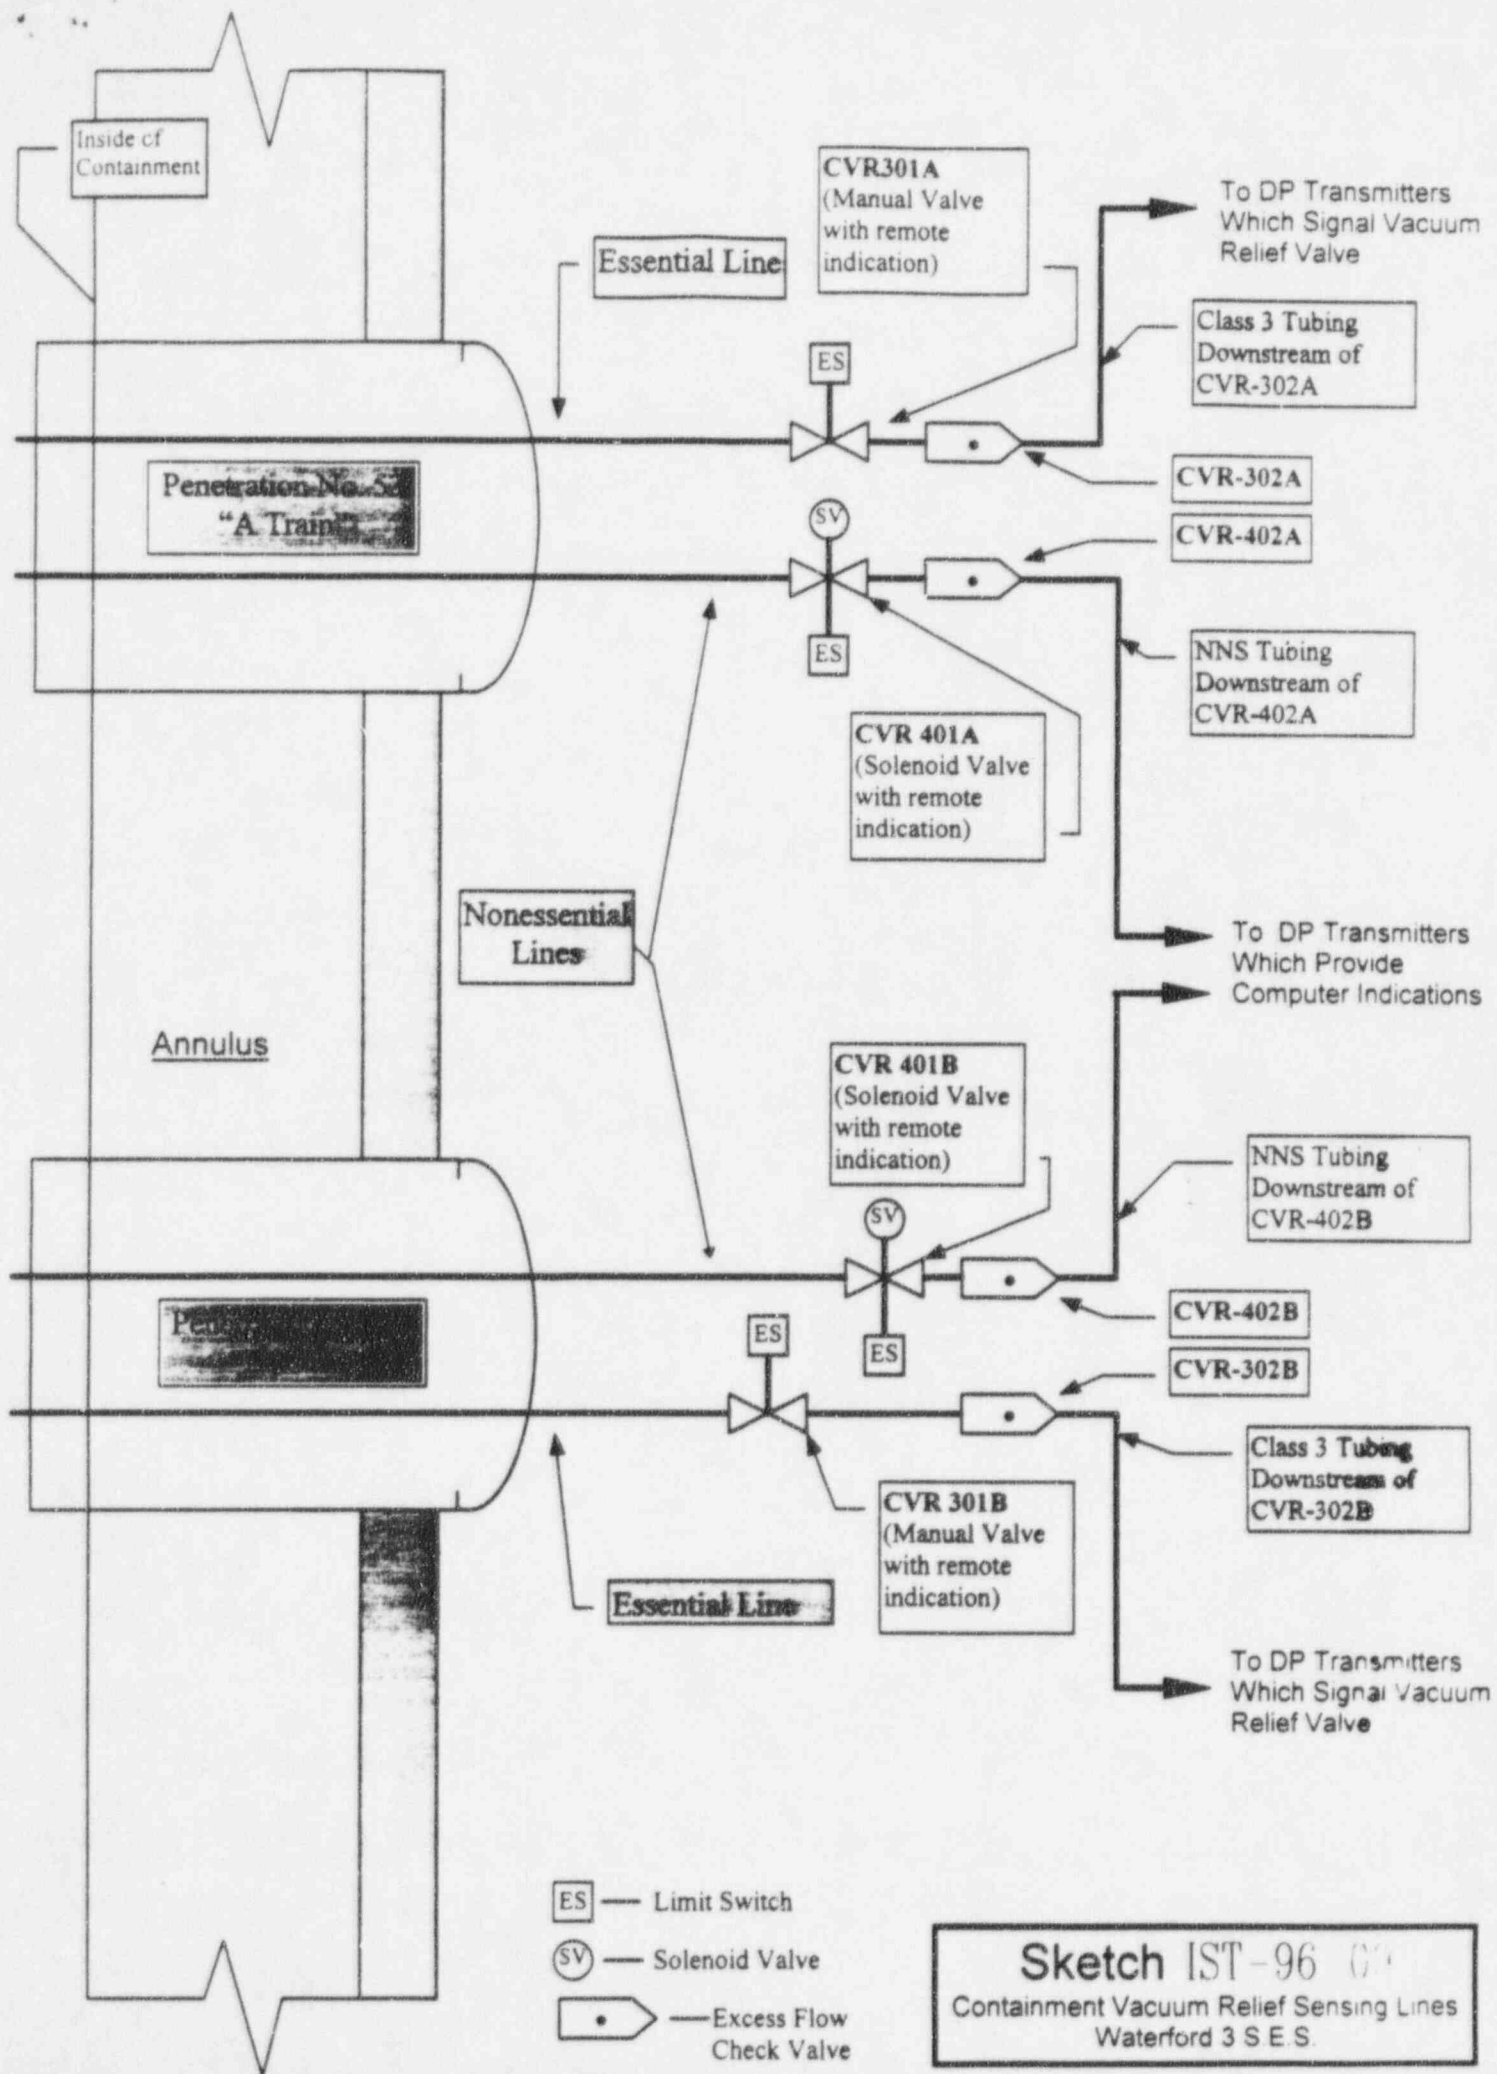 Inside of
Containment
CVR301A
(Manual Valve
with remote
indication)
To DP Transmitters
Which Signal Vacuum
Relief Valve
Essential Line
Class 3 Tubing
Downstream of
CVR-302A
ES
CVR-302A
Penetration No.
"A Train"
SV
CVR-402A
ES
NNS Tubing
Downstream of
CVR-402A
CVR 401A
(Solenoid Valve
with remote
indication)
Nonessential
Lines
To DP Transmitters
Which Provide
Computer Indications
Annulus
CVR 401B
(Solenoid Valve
with remote
indication)
NNS Tubing
Downstream of
CVR-402B
SV
CVR-402B
ES
ES
CVR-302B
Class 3 Tubing
Downstream of
CVR-302B
CVR 301B
(Manual Valve
with remote
indication)
Essential Line
To DP Transmitters
Which Signal Vacuum
Relief Valve
ES — Limit Switch
SV — Solenoid Valve
— Excess Flow
Check Valve
Sketch IST-96
Containment Vacuum Relief Sensing Lines
Waterford 3 S.E.S.